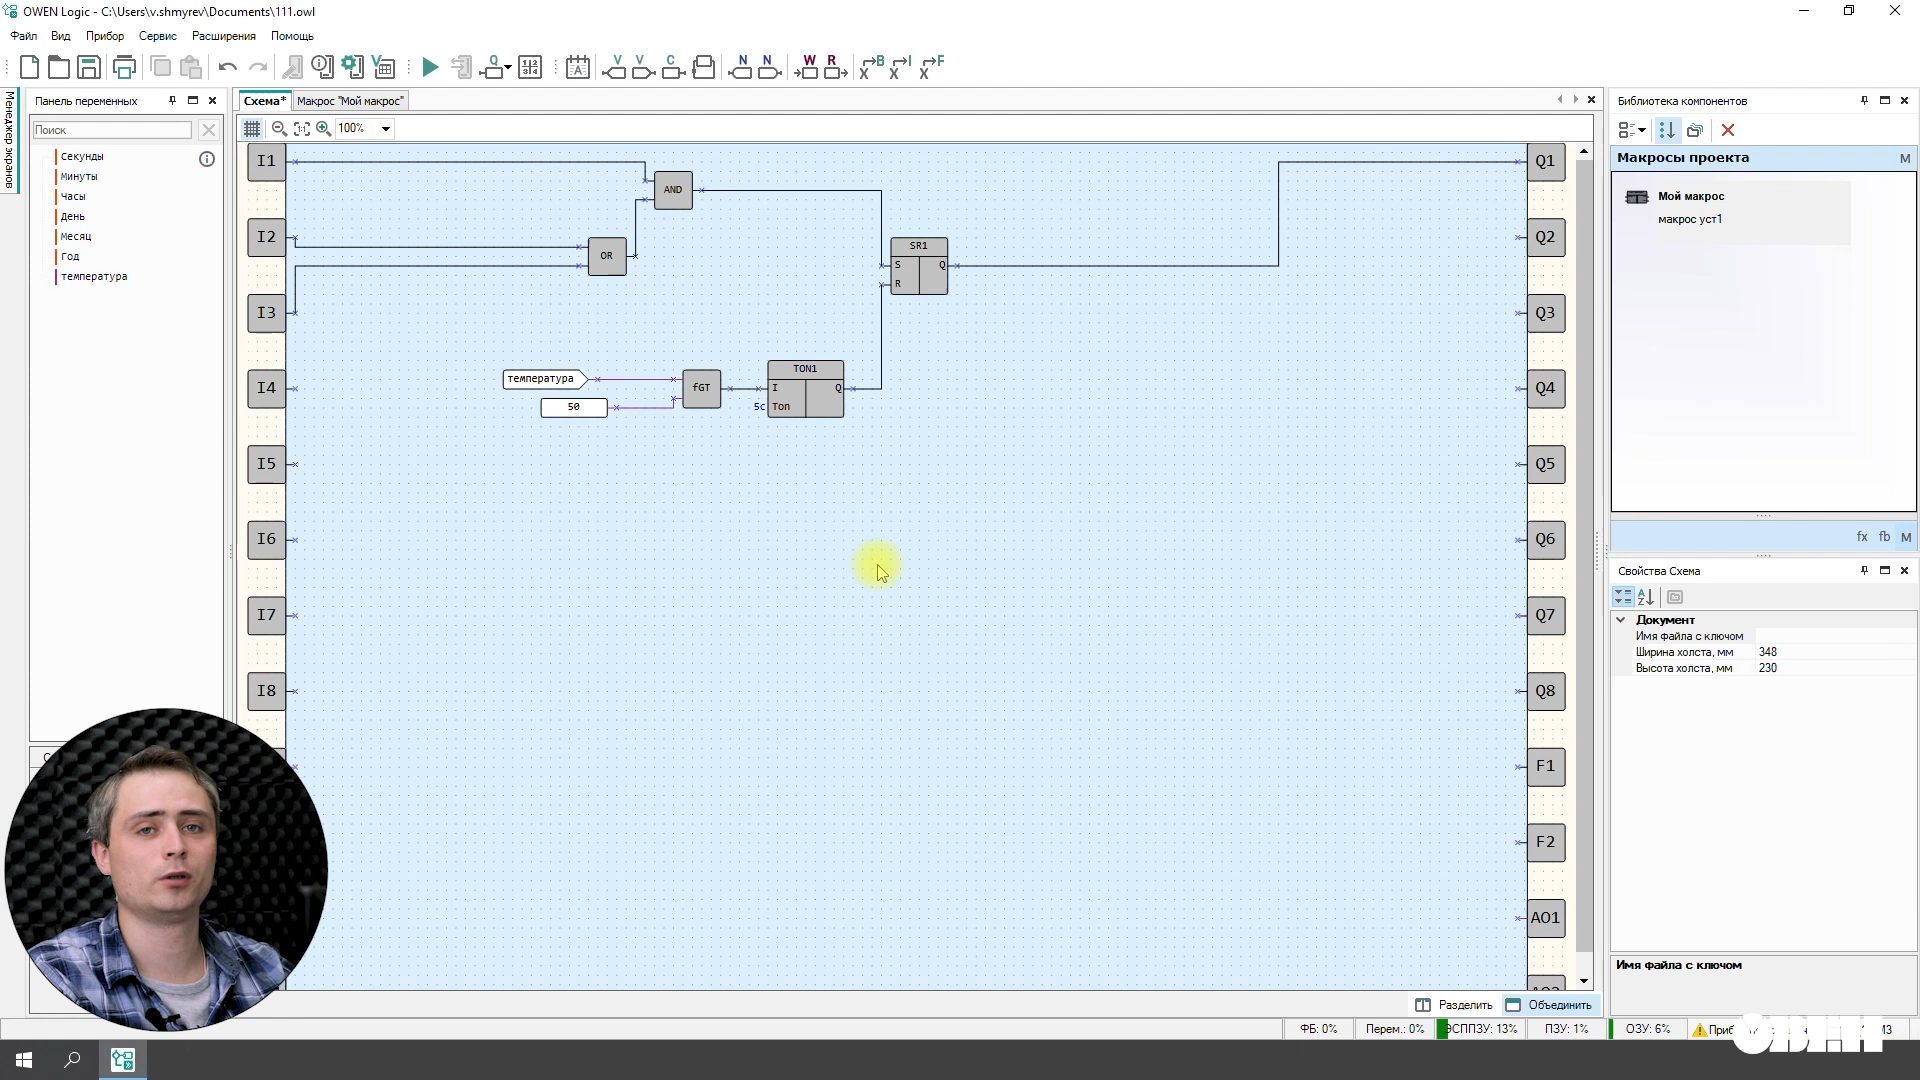 OWEN Logic - C:\Users\v.shmyrev\Documents\111.owl
Файл Вид Прибор Сервис Расширения Помощь
Менеджер экранов
Панель переменных
Поиск
Секунды
Минуты
Часы
День
Месяц
Год
температура
Схема*
Макрос "Мой макрос"
100%
I1
I2
I3
I4
I5
I6
I7
I8
AND
OR
SR1
S Q
R
температура
50
fGT
TON1
I Q
5с Ton
Q1
Q2
Q3
Q4
Q5
Q6
Q7
Q8
F1
F2
AO1
Библиотека компонентов
Макросы проекта M
Мой макрос
макрос уст1
fx fb M
Свойства Схема
Документ
Имя файла с ключом
Ширина холста, мм 348
Высота холста, мм 230
Имя файла с ключом
Разделить Объединить
ФБ: 0% Перем.: 0% ЭСППЗУ: 13% ПЗУ: 1% ОЗУ: 6%
ОВЕН